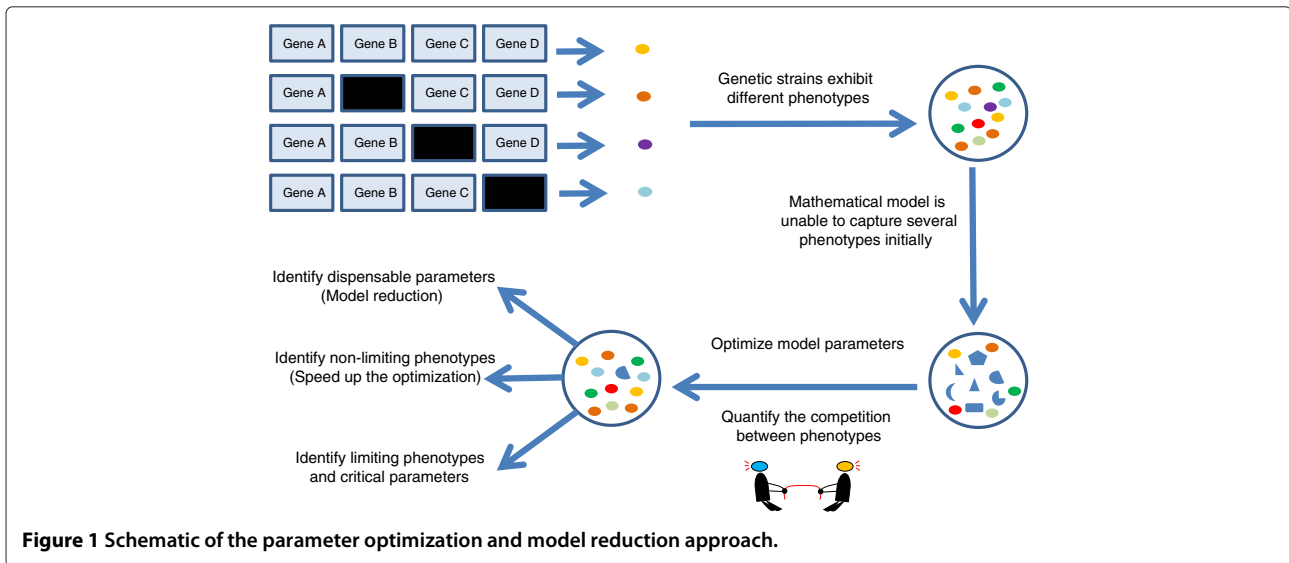 Gene A Gene B Gene C Gene D
Gene A Gene C Gene D
Gene A Gene B Gene D
Gene A Gene B Gene C
Genetic strains exhibit
different phenotypes
Mathematical model is
unable to capture several
phenotypes initially
Optimize model parameters
Quantify the competition
between phenotypes
Identify dispensable parameters
(Model reduction)
Identify non-limiting phenotypes
(Speed up the optimization)
Identify limiting phenotypes
and critical parameters
Figure 1 Schematic of the parameter optimization and model reduction approach.